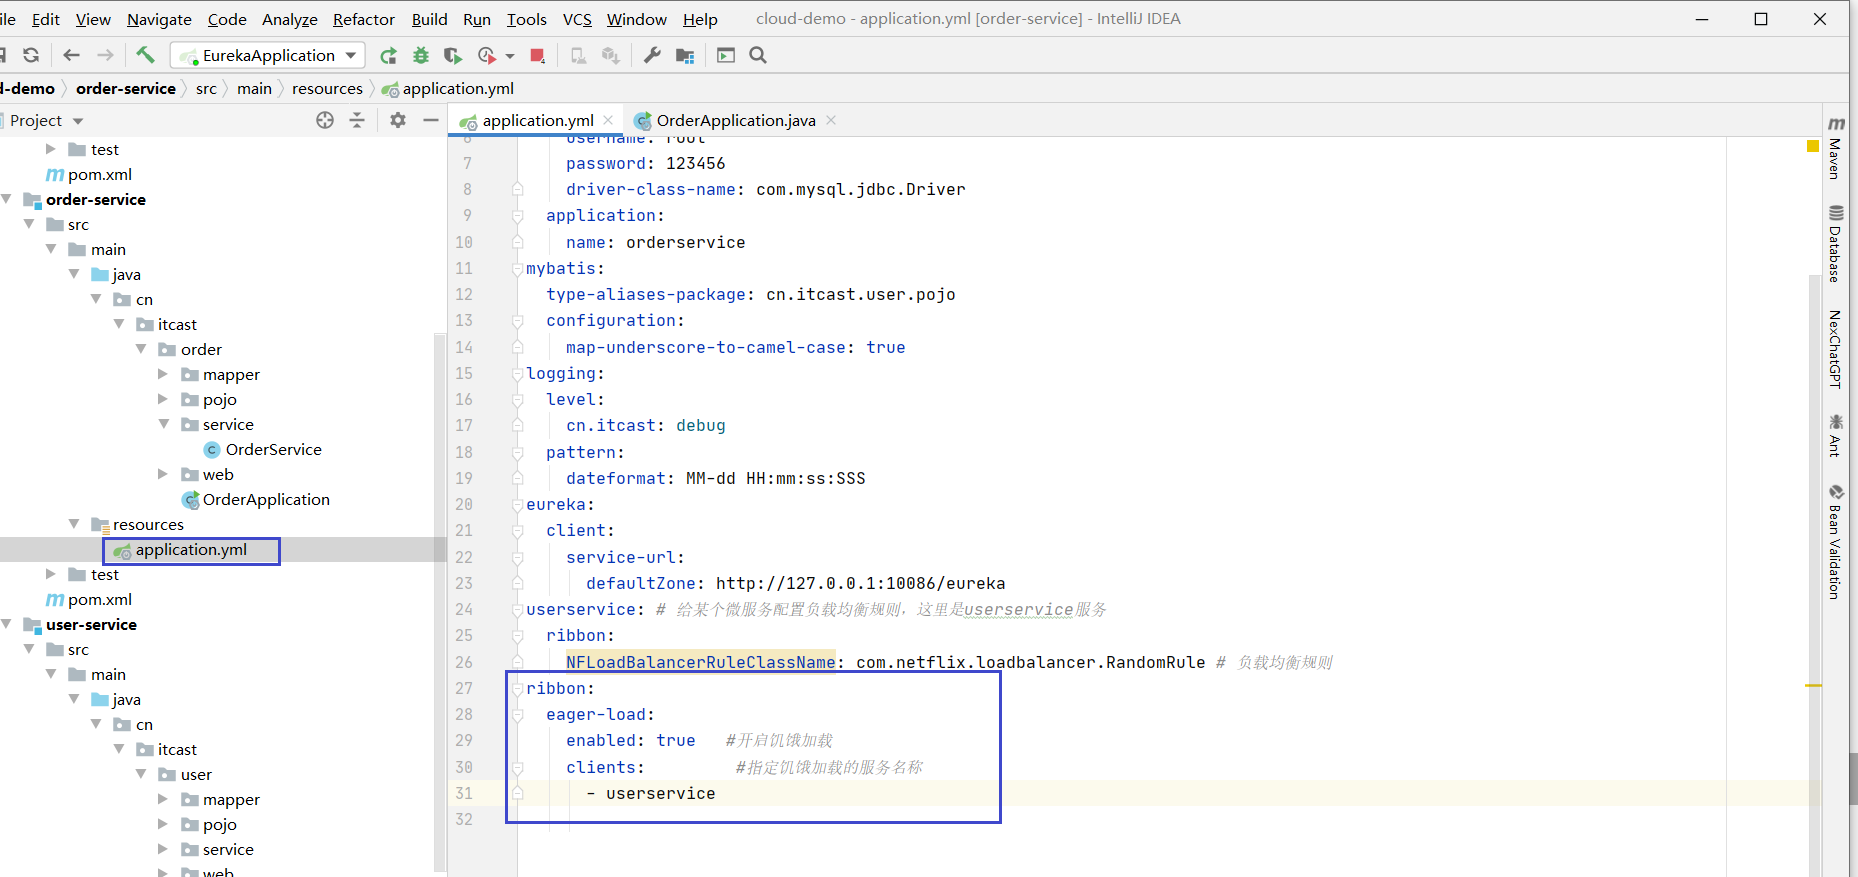 ile Edit View Navigate Code Analyze Refactor Build Run Tools VCS Window Help cloud-demo - application.yml [order-service] - IntelliJ IDEA
EurekaApplication
d-demo order-service src main resources application.yml
Project
application.yml
OrderApplication.java
test
pom.xml
order-service
src
main
java
cn
itcast
order
mapper
pojo
service
OrderService
web
OrderApplication
resources
application.yml
test
pom.xml
user-service
src
main
java
cn
itcast
user
mapper
pojo
service
web
6 username: root
7 password: 123456
8 driver-class-name: com.mysql.jdbc.Driver
9 application:
10 name: orderservice
11 mybatis:
12 type-aliases-package: cn.itcast.user.pojo
13 configuration:
14 map-underscore-to-camel-case: true
15 logging:
16 level:
17 cn.itcast: debug
18 pattern:
19 dateformat: MM-dd HH:mm:ss:SSS
20 eureka:
21 client:
22 service-url:
23 defaultZone: http://127.0.0.1:10086/eureka
24 userservice: # 给某个微服务配置负载均衡规则，这里是userservice服务
25 ribbon:
26 NFLoadBalancerRuleClassName: com.netflix.loadbalancer.RandomRule # 负载均衡规则
27 ribbon:
28 eager-load:
29 enabled: true #开启饥饿加载
30 clients: #指定饥饿加载的服务名称
31 - userservice
32
Maven
Database
NexChatGPT
Ant
Bean Validation